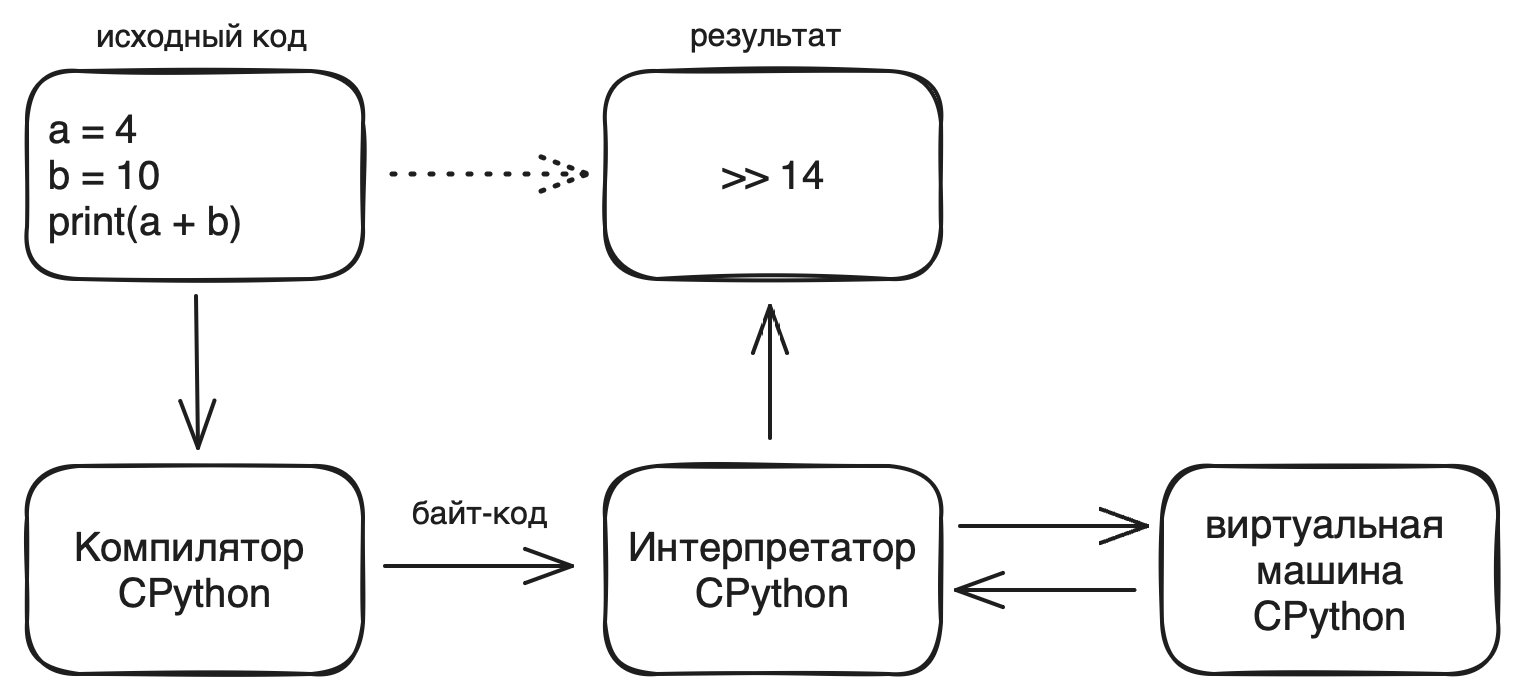 исходный код
результат
a = 4
b = 10
print(a + b)
>> 14
байт-код
Компилятор
CPython
Интерпретатор
CPython
виртуальная
машина
CPython